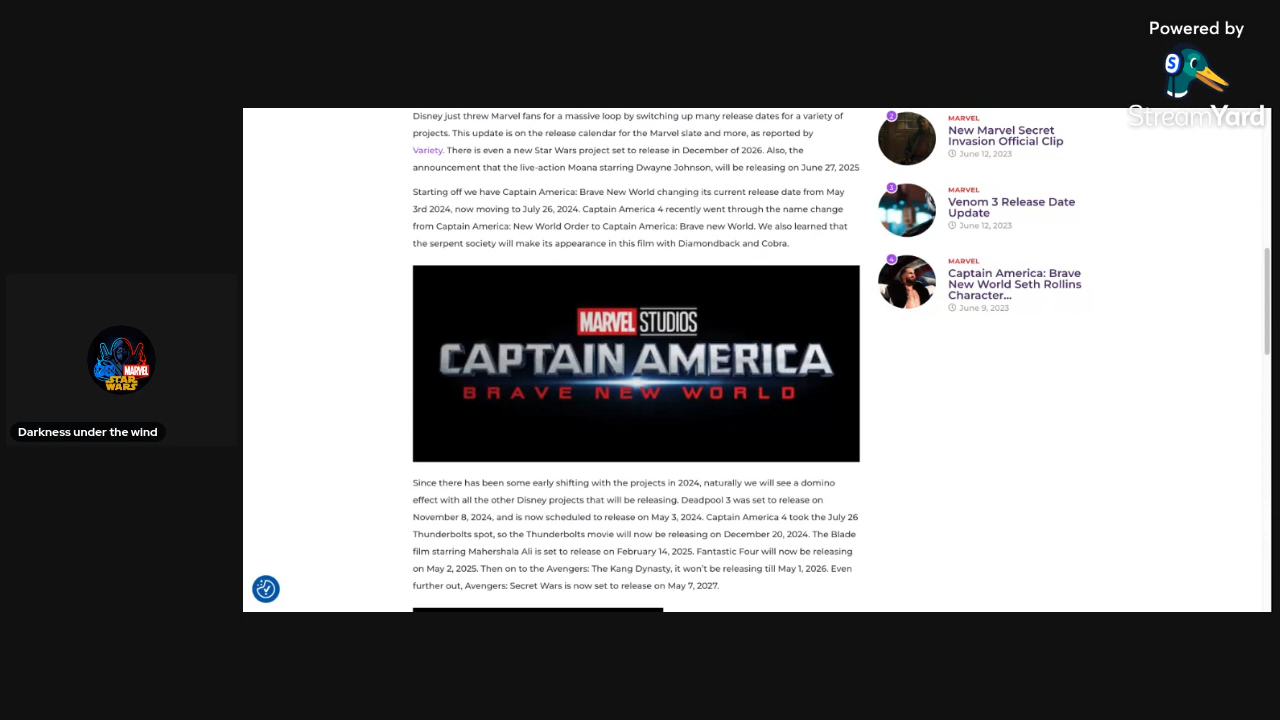 Powered by
StreamYard
Disney just threw Marvel fans for a massive loop by switching up many release dates for a variety of
projects. This update is on the release calendar for the Marvel slate and more, as reported by
Variety. There is even a new Star Wars project set to release in December of 2026. Also, the
announcement that the live-action Moana starring Dwayne Johnson, will be releasing on June 27, 2025
Starting off we have Captain America: Brave New World changing its current release date from May
3rd 2024, now moving to July 26, 2024. Captain America 4 recently went through the name change
from Captain America: New World Order to Captain America: Brave new World. We also learned that
the serpent society will make its appearance in this film with Diamondback and Cobra.
MARVEL STUDIOS
CAPTAIN AMERICA
BRAVE NEW WORLD
Since there has been some early shifting with the projects in 2024, naturally we will see a domino
effect with all the other Disney projects that will be releasing. Deadpool 3 was set to release on
November 8, 2024, and is now scheduled to release on May 3, 2024. Captain America 4 took the July 26
Thunderbolts spot, so the Thunderbolts movie will now be releasing on December 20, 2024. The Blade
film starring Mahershala Ali is set to release on February 14, 2025. Fantastic Four will now be releasing
on May 2, 2025. Then on to the Avengers: The Kang Dynasty, it won't be releasing till May 1, 2026. Even
further out, Avengers: Secret Wars is now set to release on May 7, 2027.
2
MARVEL
New Marvel Secret
Invasion Official Clip
June 12, 2023
3
MARVEL
Venom 3 Release Date
Update
June 12, 2023
4
MARVEL
Captain America: Brave
New World Seth Rollins
Character...
June 9, 2023
MARVEL
STAR
WARS
Darkness under the wind